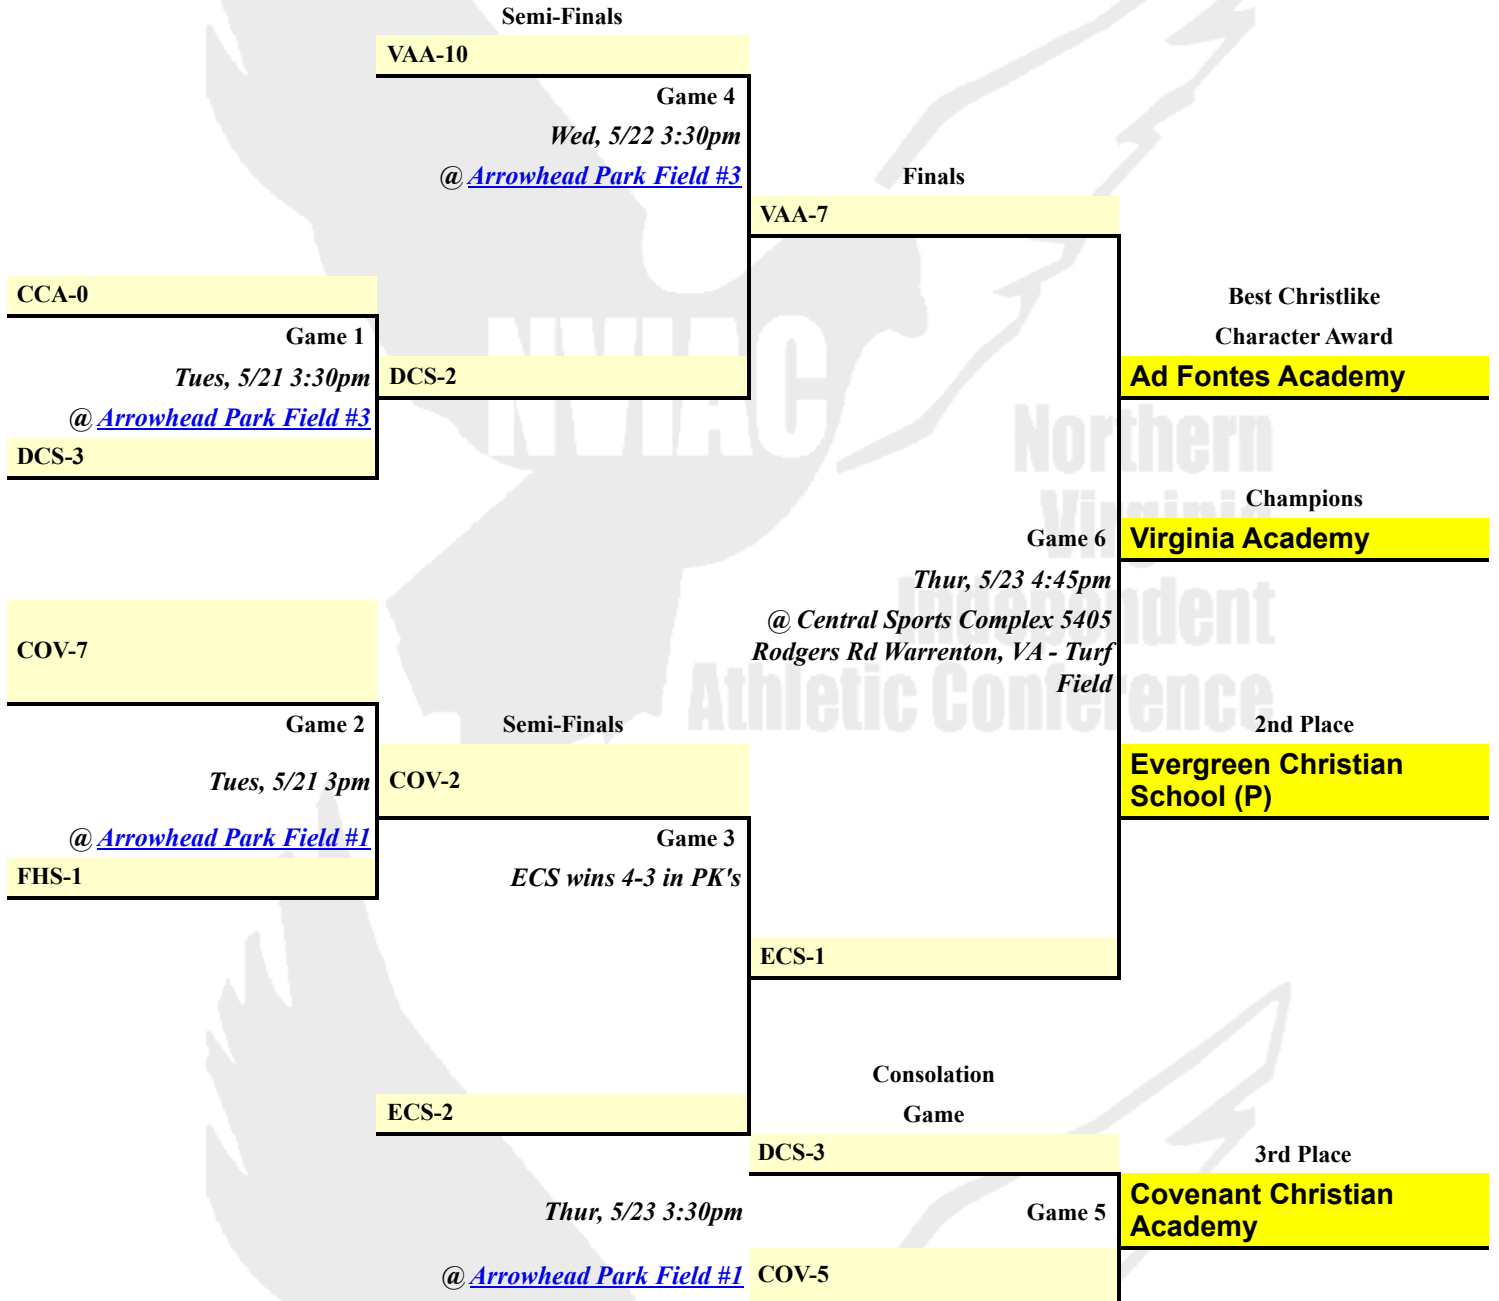 Semi-Finals
VAA-10
Game 4
Wed, 5/22 3:30pm
@ Arrowhead Park Field #3
Finals
VAA-7
CCA-0
Game 1
Tues, 5/21 3:30pm
@ Arrowhead Park Field #3
DCS-3
DCS-2
Best Christlike
Character Award
Ad Fontes Academy
Champions
Virginia Academy
Game 6
Thur, 5/23 4:45pm
@ Central Sports Complex 5405
Rodgers Rd Warrenton, VA - Turf
Field
COV-7
Game 2
Tues, 5/21 3pm
@ Arrowhead Park Field #1
FHS-1
Semi-Finals
COV-2
Game 3
ECS wins 4-3 in PK's
ECS-2
2nd Place
Evergreen Christian
School (P)
ECS-1
Consolation
Game
DCS-3
Thur, 5/23 3:30pm
Game 5
@ Arrowhead Park Field #1
COV-5
3rd Place
Covenant Christian
Academy
NVIAC
Northern
Virginia
Independent
Athletic Conference